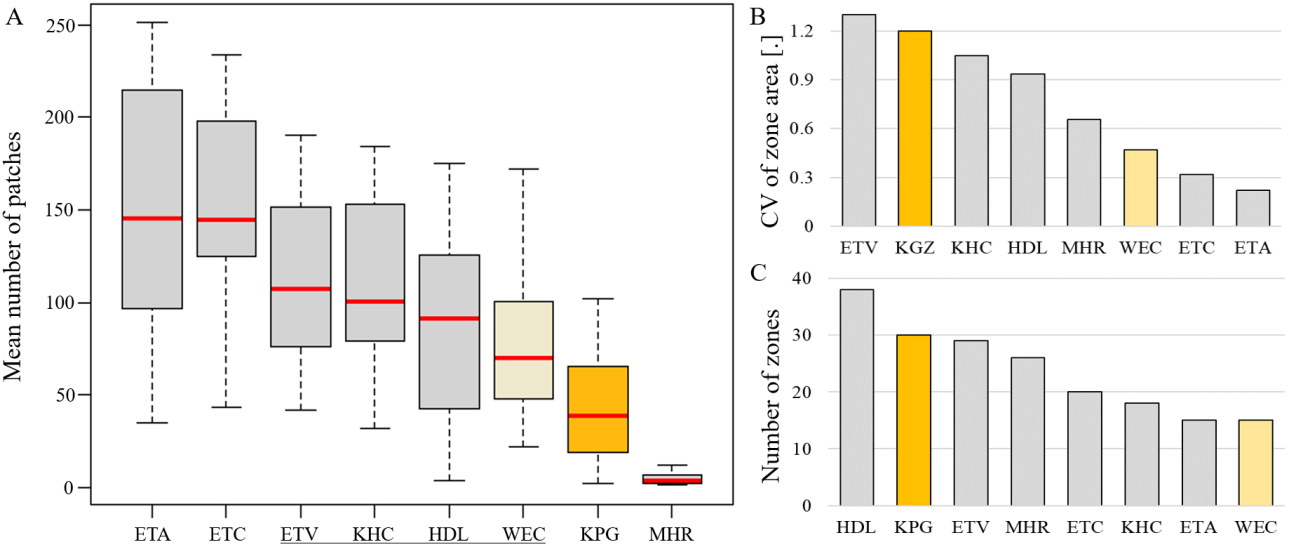 A
Mean number of patches
250
200
150
100
50
0
ETA ETC ETV KHC HDL WEC KPG MHR
B
CV of zone area [.]
1.2
0.9
0.6
0.3
0
ETV KGZ KHC HDL MHR WEC ETC ETA
C
Number of zones
40
30
20
10
0
HDL KPG ETV MHR ETC KHC ETA WEC